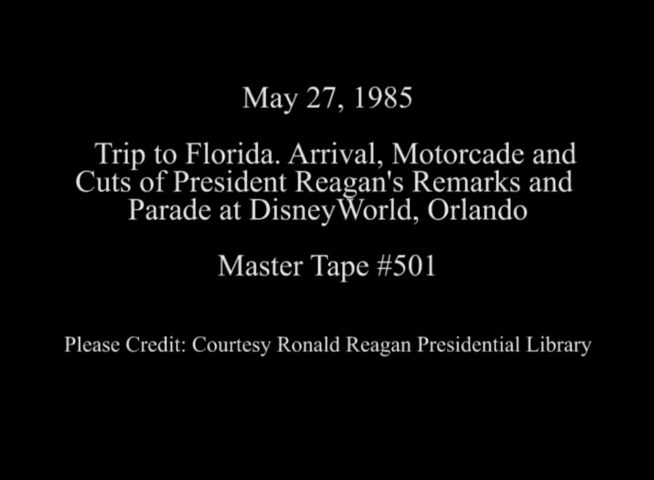 May 27, 1985
Trip to Florida. Arrival, Motorcade and
Cuts of President Reagan's Remarks and
Parade at DisneyWorld, Orlando
Master Tape #501
Please Credit: Courtesy Ronald Reagan Presidential Library